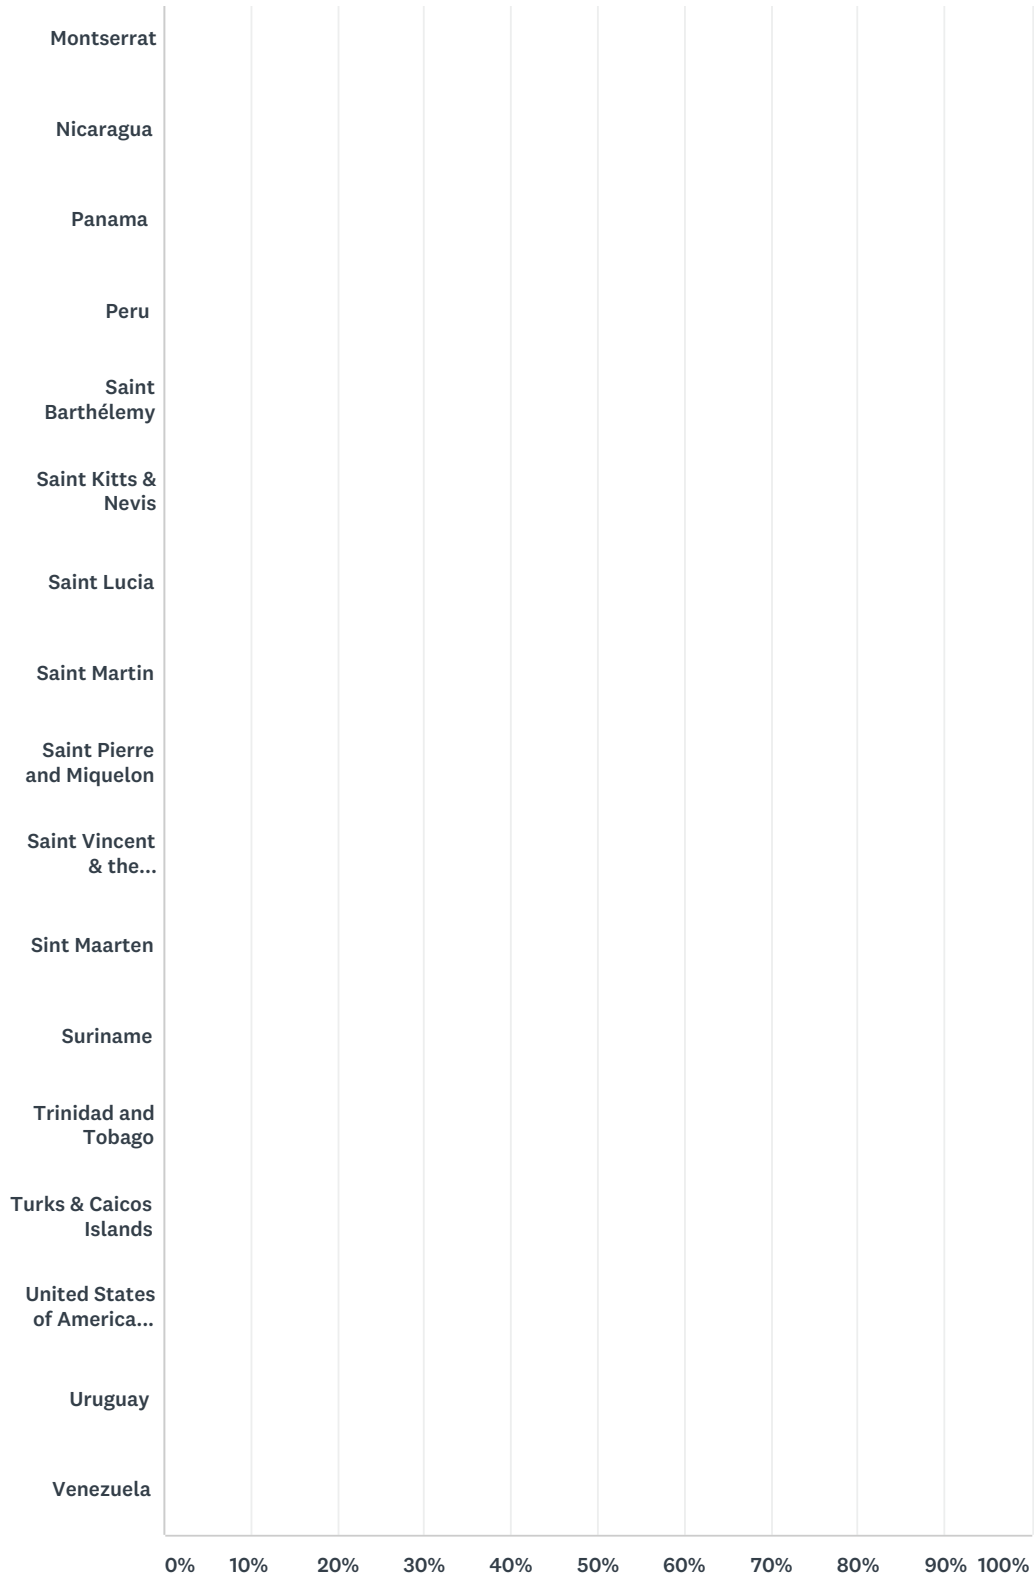 Montserrat
Nicaragua
Panama
Peru
Saint
Barthélemy
Saint Kitts &
Nevis
Saint Lucia
Saint Martin
Saint Pierre
and Miquelon
Saint Vincent
& the...
Sint Maarten
Suriname
Trinidad and
Tobago
Turks & Caicos
Islands
United States
of America...
Uruguay
Venezuela
0% 10% 20% 30% 40% 50% 60% 70% 80% 90% 100%